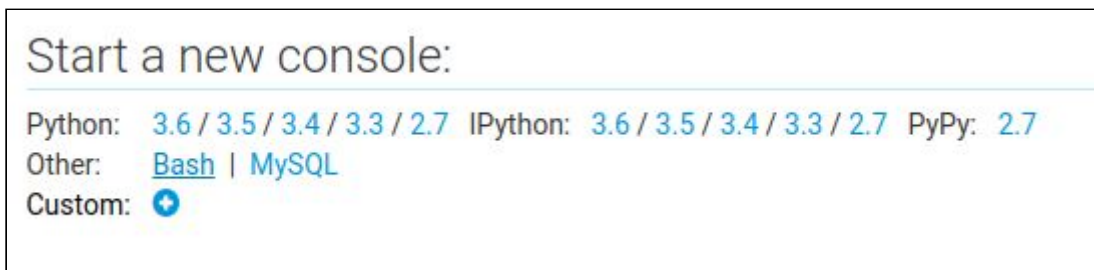 Start a new console:
Python: 3.6 / 3.5 / 3.4 / 3.3 / 2.7 IPython: 3.6 / 3.5 / 3.4 / 3.3 / 2.7 PyPy: 2.7
Other: Bash | MySQL
Custom: